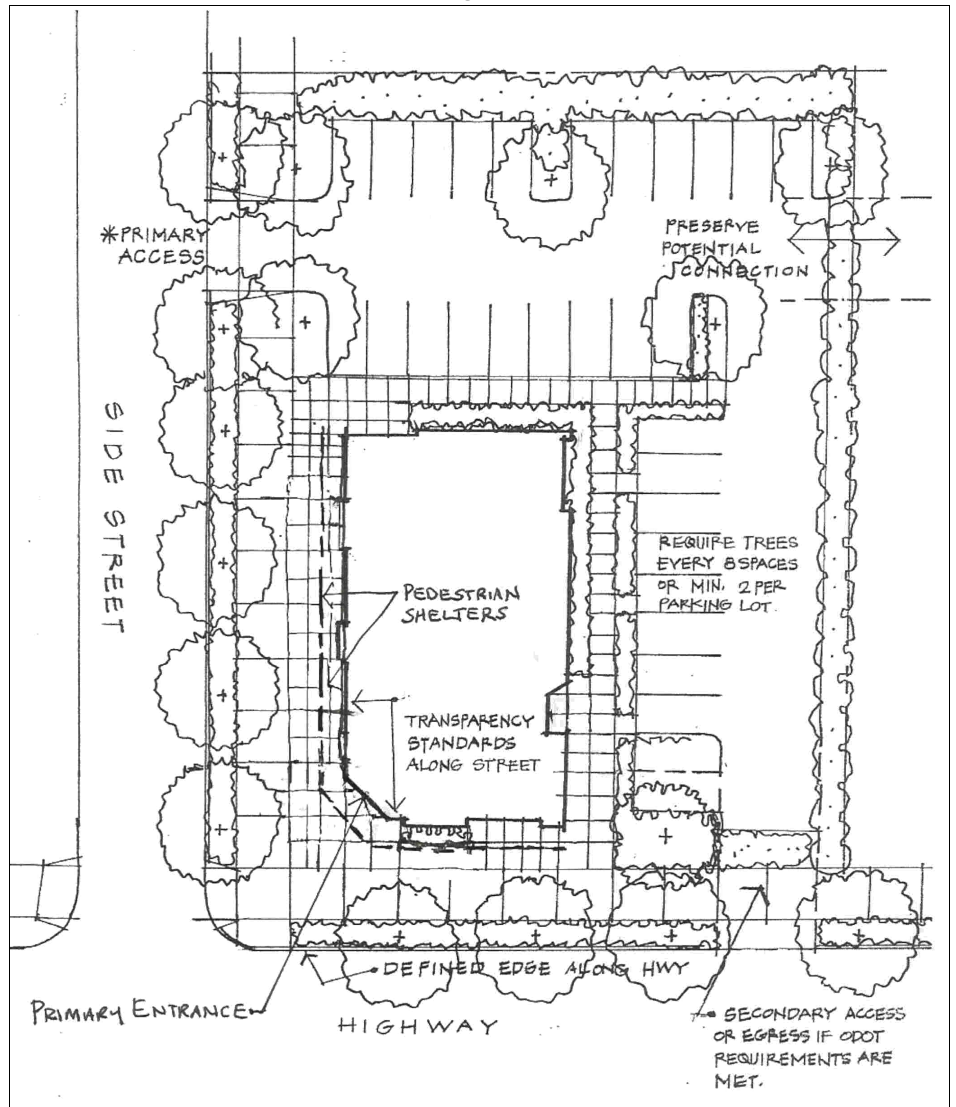 *PRIMARY
ACCESS
PRESERVE
POTENTIAL
CONNECTION
SIDE STREET
REQUIRE TREES
EVERY 8 SPACES
OR MIN. 2 PER
PARKING LOT.
PEDESTRIAN
SHELTERS
TRANSPARENCY
STANDARDS
ALONG STREET
DEFINED EDGE ALONG HWY
PRIMARY ENTRANCE
HIGHWAY
SECONDARY ACCESS
OR EGRESS IF ODOT
REQUIREMENTS ARE
MET.